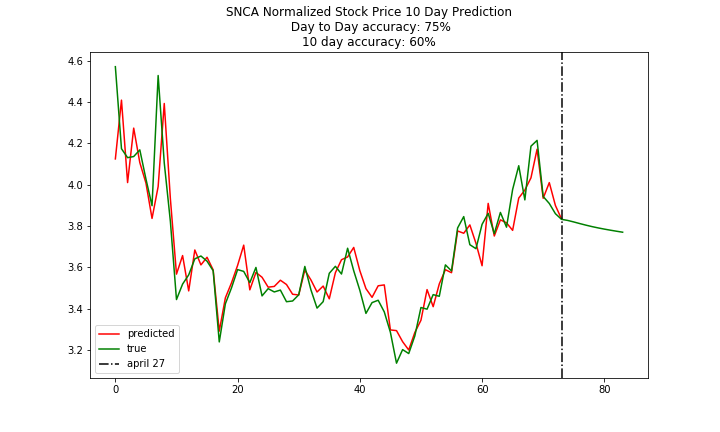 SNCA Normalized Stock Price 10 Day Prediction
Day to Day accuracy: 75%
10 day accuracy: 60%
4.6
4.4
4.2
4.0
3.8
3.6
3.4
3.2
predicted
true
april 27
0 20 40 60 80